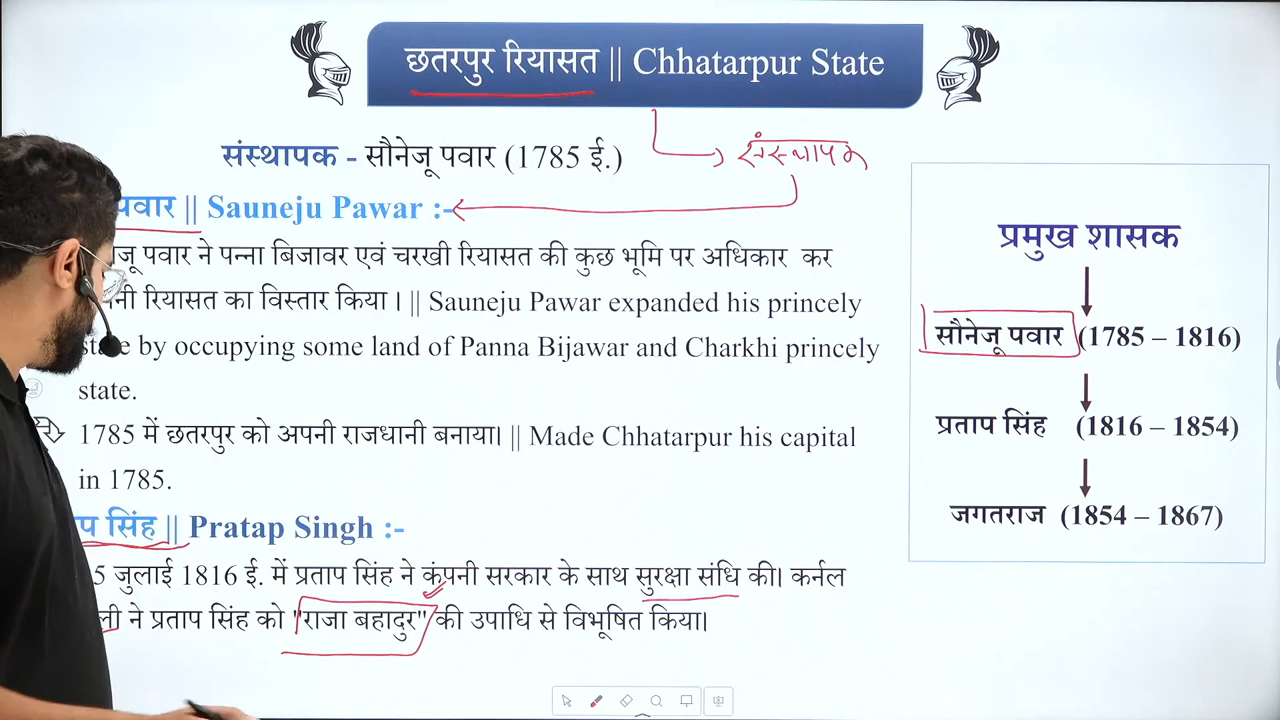 छतरपुर रियासत || Chhatarpur State
संस्थापक - सौनेजू पवार (1785 ई.)
संस्थापक
पवार || Sauneju Pawar :-
जू पवार ने पन्ना बिजावर एवं चरखी रियासत की कुछ भूमि पर अधिकार कर
नी रियासत का विस्तार किया । || Sauneju Pawar expanded his princely
state by occupying some land of Panna Bijawar and Charkhi princely
state.
1785 में छतरपुर को अपनी राजधानी बनाया। || Made Chhatarpur his capital
in 1785.
प सिंह || Pratap Singh :-
5 जुलाई 1816 ई. में प्रताप सिंह ने कंपनी सरकार के साथ सुरक्षा संधि की। कर्नल
ली ने प्रताप सिंह को "राजा बहादुर" की उपाधि से विभूषित किया।
प्रमुख शासक
सौनेजू पवार (1785 – 1816)
प्रताप सिंह (1816 – 1854)
जगतराज (1854 – 1867)